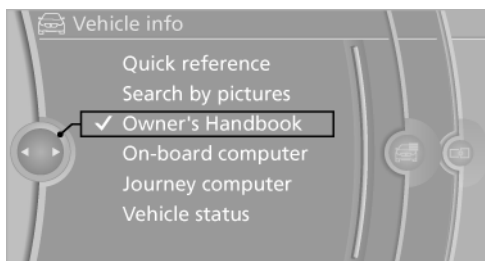 Vehicle info
Quick reference
Search by pictures
Owner's Handbook
On-board computer
Journey computer
Vehicle status